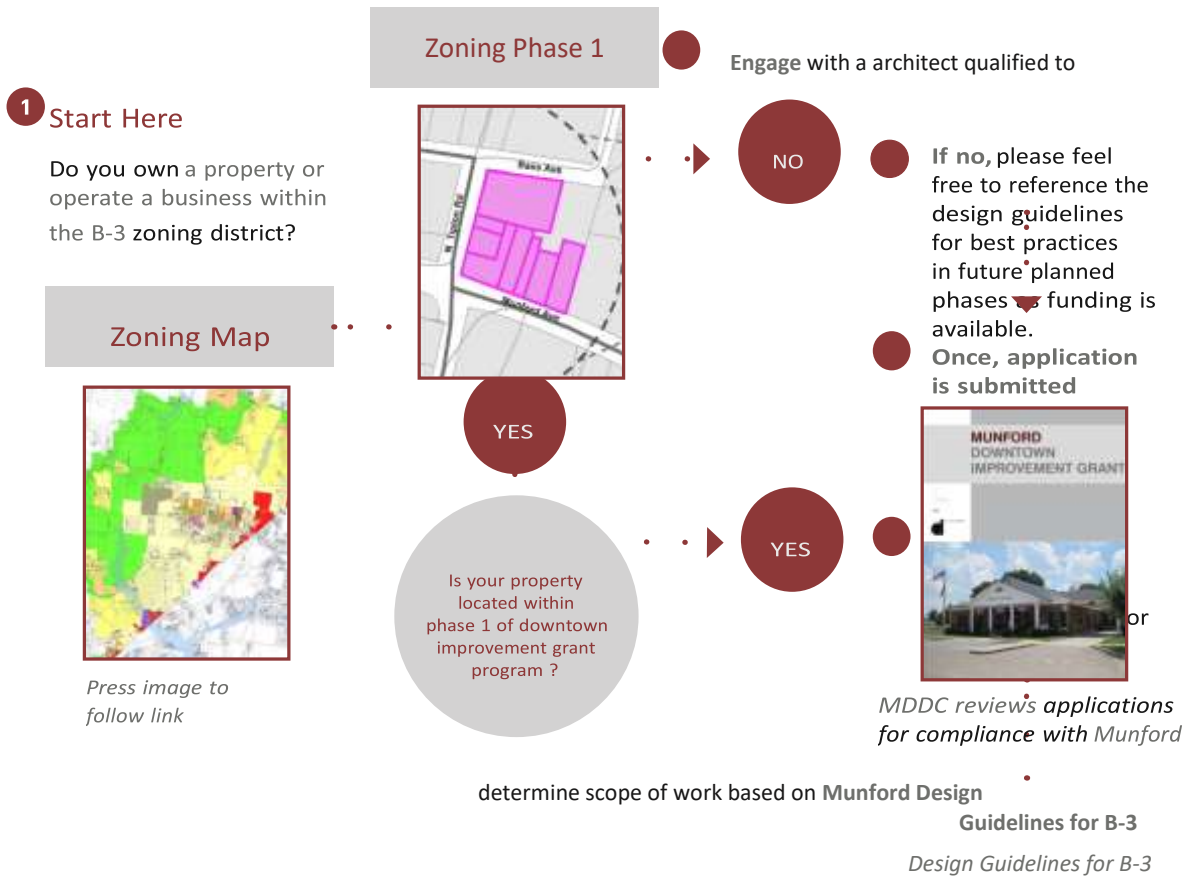 Zoning Phase 1
Engage with a architect qualified to
1
Start Here
Do you own a property or
operate a business within
the B-3 zoning district?
Zoning Map
Press image to
follow link
Bass Ave
Munford Ave
YES
Is your property
located within
phase 1 of downtown
improvement grant
program ?
NO
If no, please feel
free to reference the
design guidelines
for best practices
in future planned
phases as funding is
available.
Once, application
is submitted
YES
MUNFORD
DOWNTOWN
IMPROVEMENT GRANT
or
MDDC reviews applications
for compliance with Munford
determine scope of work based on Munford Design
Guidelines for B-3
Design Guidelines for B-3